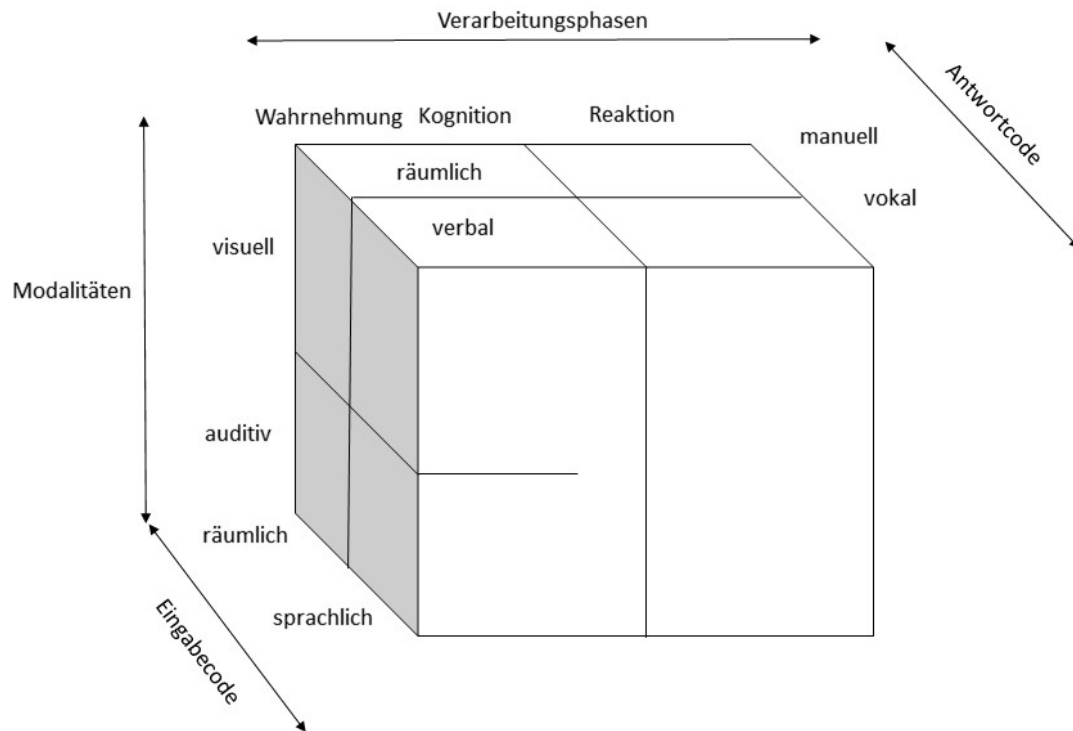 Verarbeitungsphasen
Antwortcode
Wahrnehmung Kognition Reaktion
manuell
räumlich
vokal
verbal
visuell
Modalitäten
auditiv
räumlich
Eingabecode
sprachlich